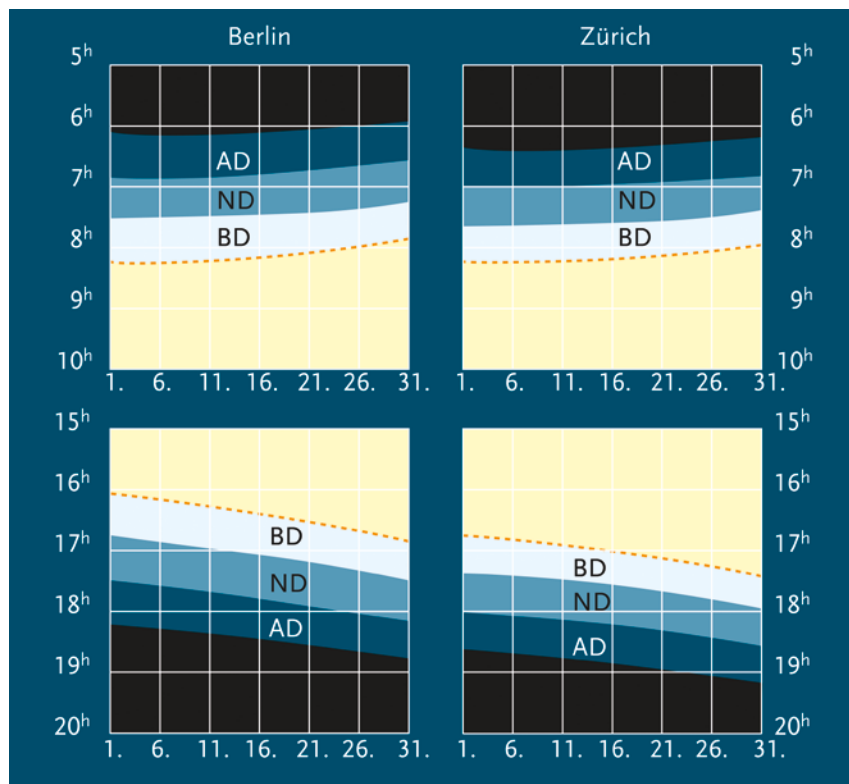 Berlin Zürich
5h 5h
6h 6h
AD AD
7h 7h
ND ND
BD BD
8h 8h
9h 9h
10h 10h
1. 6. 11. 16. 21. 26. 31. 1. 6. 11. 16. 21. 26. 31.
15h 15h
16h 16h
BD
17h 17h
BD
ND ND
18h 18h
AD AD
19h 19h
20h 20h
1. 6. 11. 16. 21. 26. 31. 1. 6. 11. 16. 21. 26. 31.